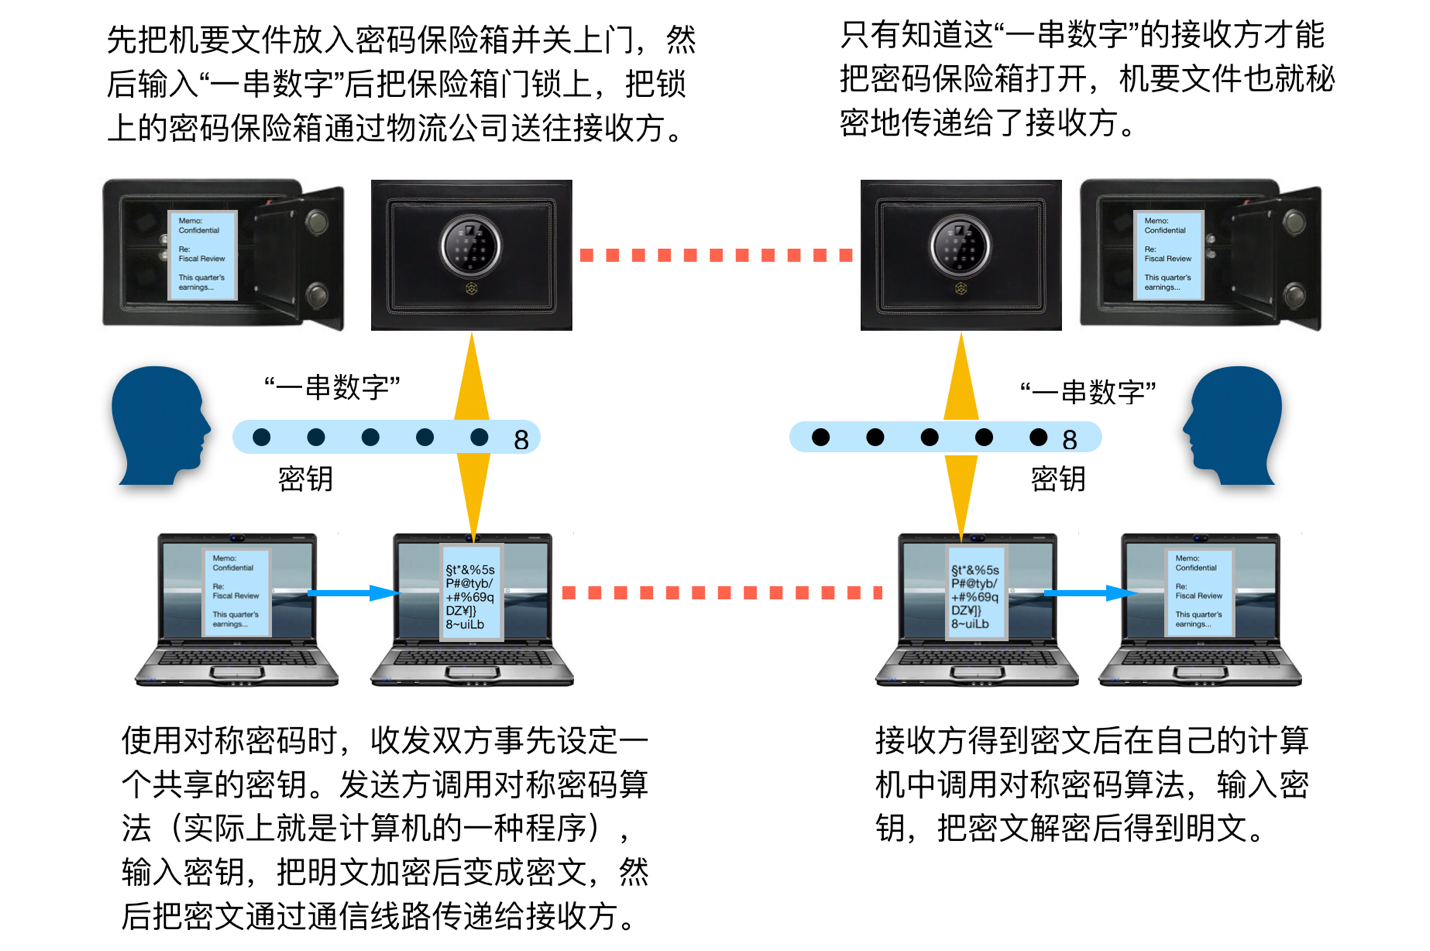 先把机要文件放入密码保险箱并关上门，然
后输入“一串数字”后把保险箱门锁上，把锁
上的密码保险箱通过物流公司送往接收方。
只有知道这“一串数字”的接收方才能
把密码保险箱打开，机要文件也就秘
密地传递给了接收方。
Memo:
Confidential
Re:
Fiscal Review
This quarter's
earnings...
Memo:
Confidential
Re:
Fiscal Review
This quarter's
earnings...
“一串数字”
8
密钥
“一串数字”
8
密钥
Memo:
Confidential
Re:
Fiscal Review
This quarter's
earnings...
§t*&%5s
P#@tyb/
+#%69q
DZ¥]}
8~uiLb
§t*&%5s
P#@tyb/
+#%69q
DZ¥]}
8~uiLb
Memo:
Confidential
Re:
Fiscal Review
This quarter's
earnings...
使用对称密码时，收发双方事先设定一
个共享的密钥。发送方调用对称密码算
法（实际上就是计算机的一种程序），
输入密钥，把明文加密后变成密文，然
后把密文通过通信线路传递给接收方。
接收方得到密文后在自己的计算
机中调用对称密码算法，输入密
钥，把密文解密后得到明文。